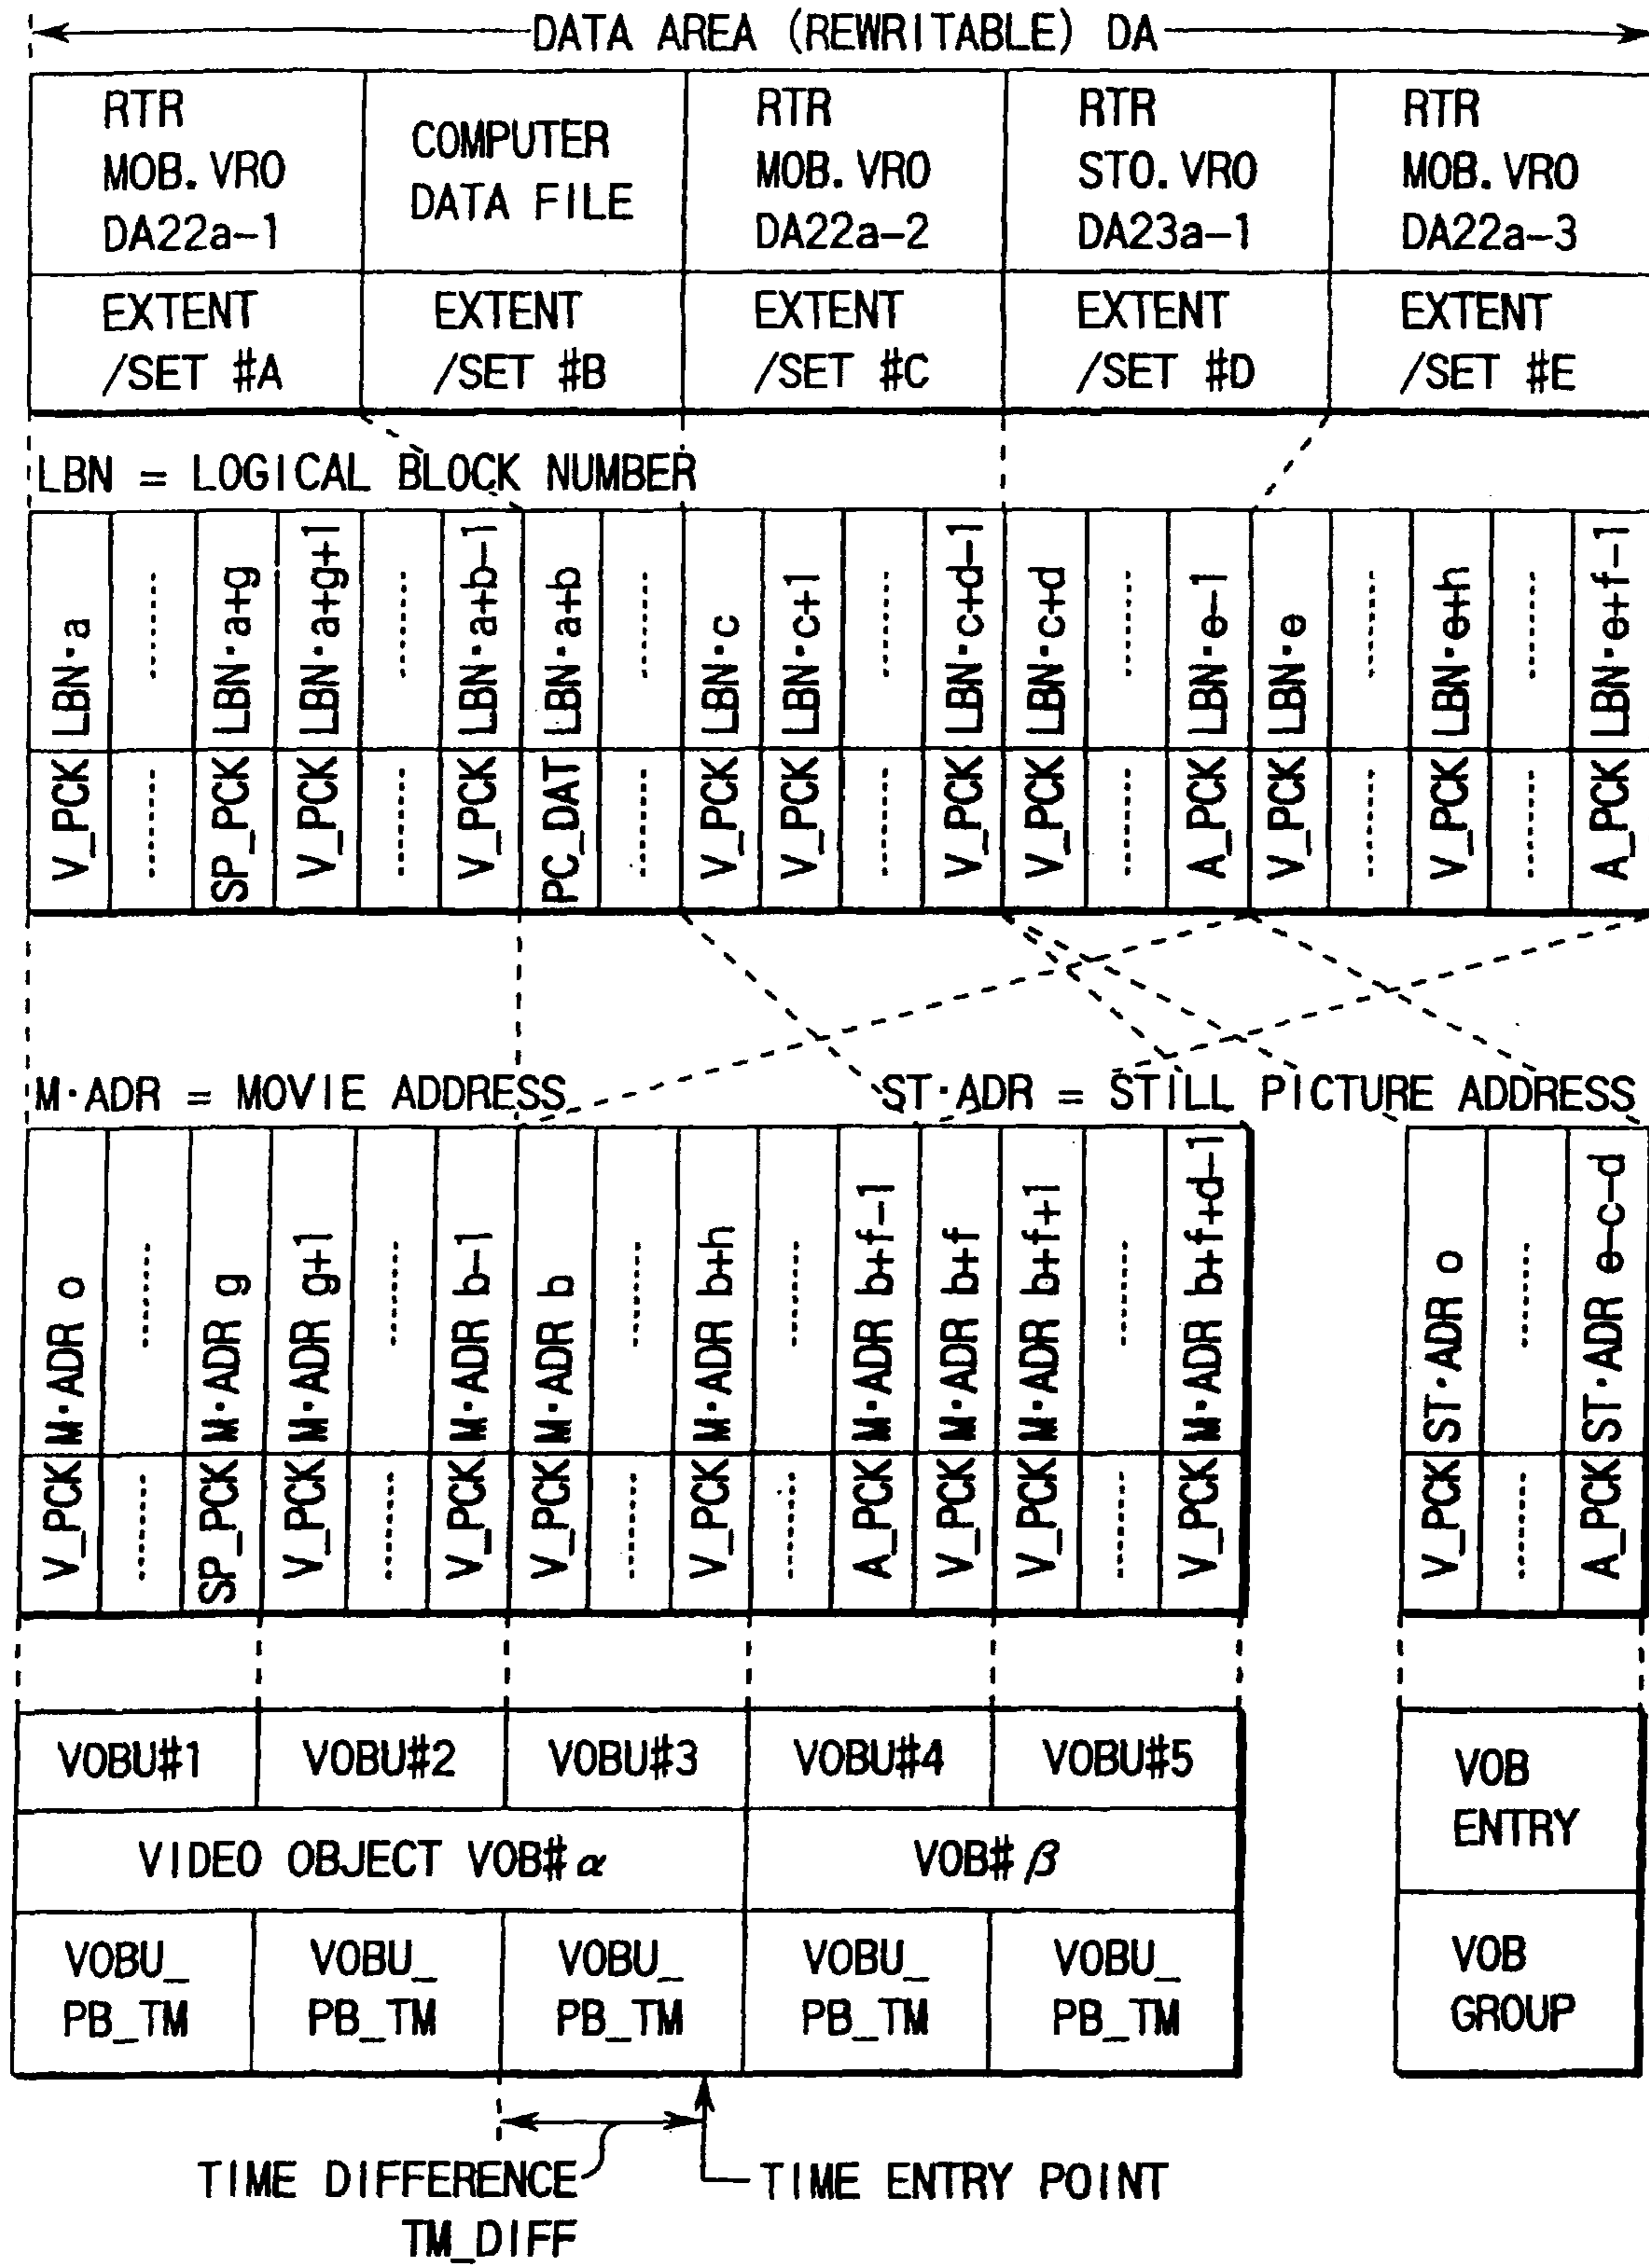 DATA AREA (REWRITABLE) DA
RTR
MOB. VRO
DA22a-1
COMPUTER
DATA FILE
RTR
MOB. VRO
DA22a-2
RTR
STO. VRO
DA23a-1
RTR
MOB. VRO
DA22a-3
EXTENT
/SET #A
EXTENT
/SET #B
EXTENT
/SET #C
EXTENT
/SET #D
EXTENT
/SET #E
LBN = LOGICAL BLOCK NUMBER
LBN·a
LBN·a+g
LBN·a+g+1
LBN·a+b-1
LBN·a+b
LBN·c
LBN·c+1
LBN·c+d-1
LBN·c+d
LBN·e-1
LBN·e
LBN·e+h
LBN·e+f-1
V_PCK
SP_PCK
V_PCK
V_PCK
PC_DAT
V_PCK
V_PCK
V_PCK
V_PCK
A_PCK
V_PCK
V_PCK
A_PCK
M·ADR = MOVIE ADDRESS
ST·ADR = STILL PICTURE ADDRESS
M·ADR o
M·ADR g
M·ADR g+1
M·ADR b-1
M·ADR b
M·ADR b+h
M·ADR b+f-1
M·ADR b+f
M·ADR b+f+1
M·ADR b+f+d-1
ST·ADR o
ST·ADR e-c-d
V_PCK
SP_PCK
V_PCK
V_PCK
V_PCK
V_PCK
A_PCK
V_PCK
V_PCK
V_PCK
V_PCK
A_PCK
VOBU#1
VOBU#2
VOBU#3
VOBU#4
VOBU#5
VOB
ENTRY
VIDEO OBJECT VOB#α
VOB#β
VOBU_
PB_TM
VOBU_
PB_TM
VOBU_
PB_TM
VOBU_
PB_TM
VOBU_
PB_TM
VOB
GROUP
TIME DIFFERENCE
TM_DIFF
TIME ENTRY POINT